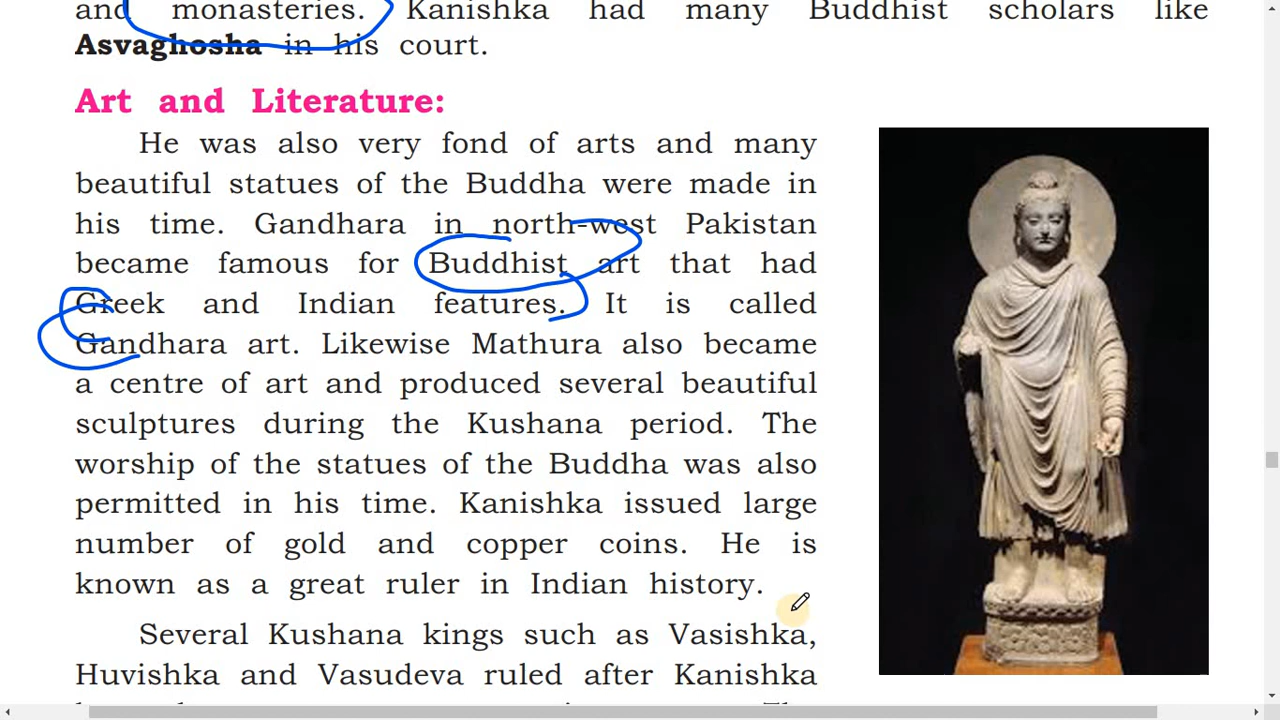 and monasteries. Kanishka had many Buddhist scholars like
Asvaghosha in his court.
Art and Literature:
He was also very fond of arts and many
beautiful statues of the Buddha were made in
his time. Gandhara in north-west Pakistan
became famous for Buddhist art that had
Greek and Indian features. It is called
Gandhara art. Likewise Mathura also became
a centre of art and produced several beautiful
sculptures during the Kushana period. The
worship of the statues of the Buddha was also
permitted in his time. Kanishka issued large
number of gold and copper coins. He is
known as a great ruler in Indian history.
Several Kushana kings such as Vasishka,
Huvishka and Vasudeva ruled after Kanishka